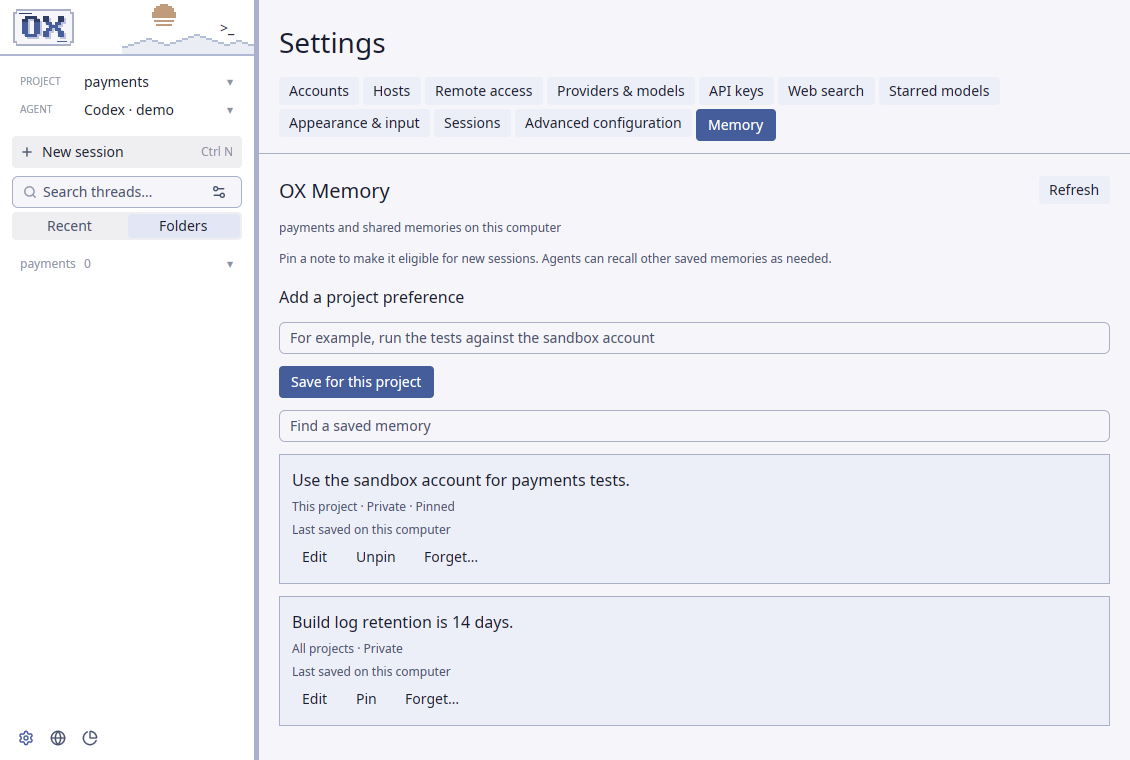 OX
>_
PROJECT payments ▾
AGENT Codex · demo ▾
+ New session Ctrl N
Search threads...
Recent Folders
payments 0 ▾
Settings
Accounts Hosts Remote access Providers & models API keys Web search Starred models
Appearance & input Sessions Advanced configuration Memory
OX Memory Refresh
payments and shared memories on this computer
Pin a note to make it eligible for new sessions. Agents can recall other saved memories as needed.
Add a project preference
For example, run the tests against the sandbox account
Save for this project
Find a saved memory
Use the sandbox account for payments tests.
This project · Private · Pinned
Last saved on this computer
Edit Unpin Forget...
Build log retention is 14 days.
All projects · Private
Last saved on this computer
Edit Pin Forget...